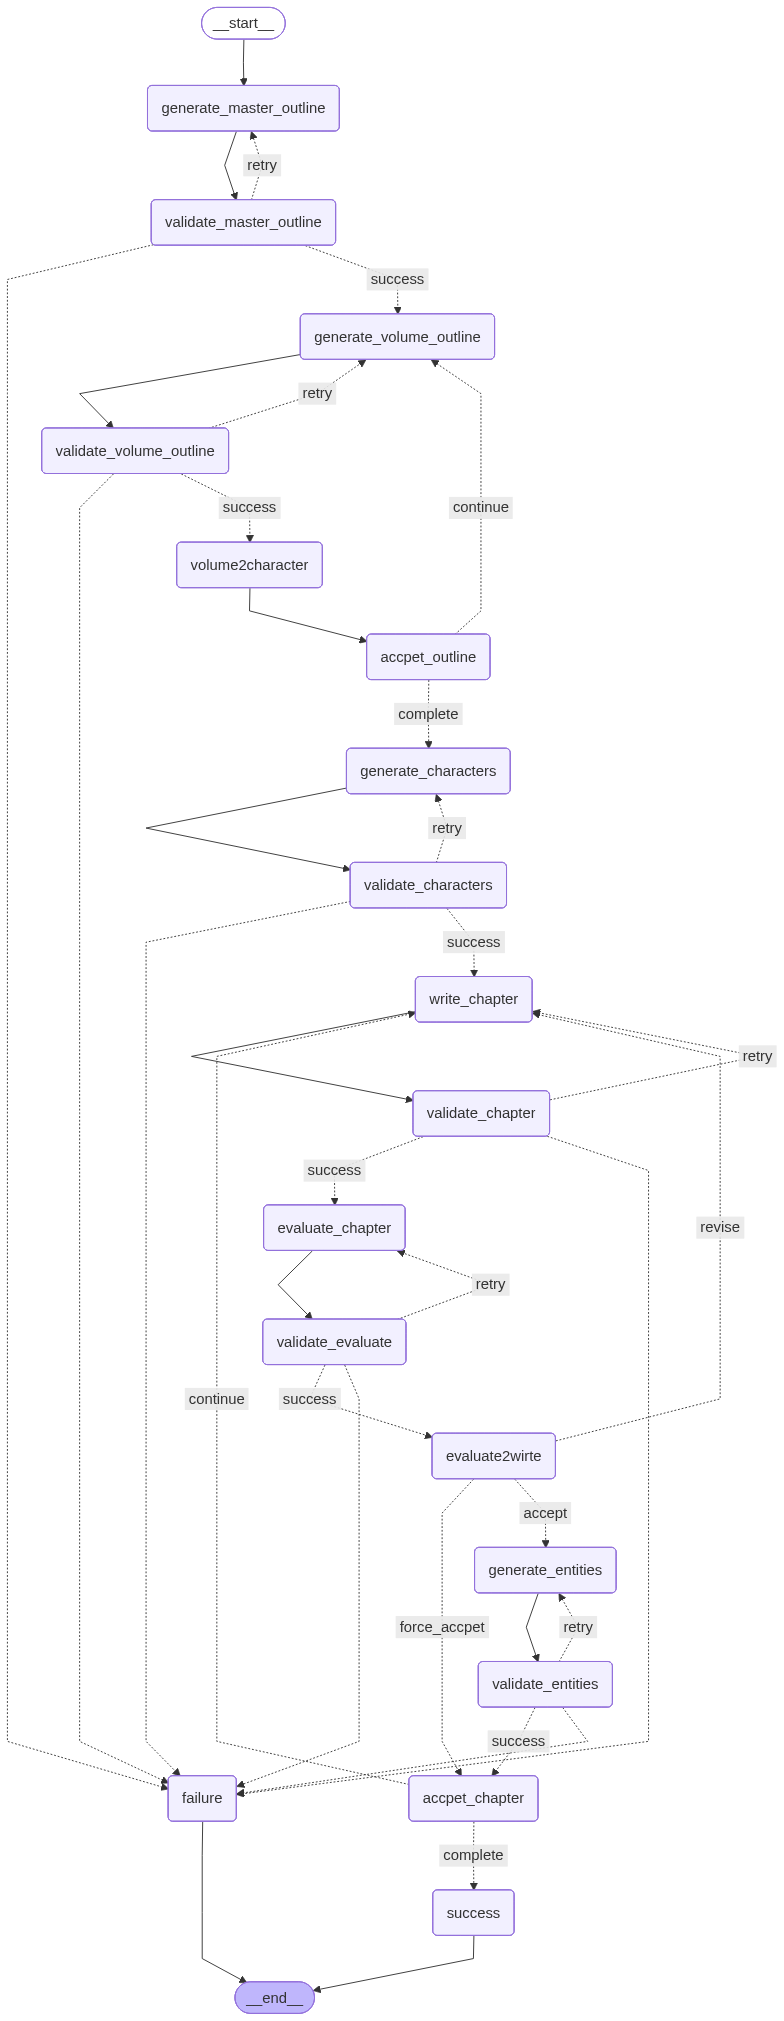 __start__
generate_master_outline
retry
validate_master_outline
success
generate_volume_outline
retry
validate_volume_outline
success
continue
volume2character
accpet_outline
complete
generate_characters
retry
validate_characters
success
write_chapter
retry
validate_chapter
success
evaluate_chapter
revise
retry
validate_evaluate
continue
success
evaluate2wirte
accept
generate_entities
force_accpet
retry
validate_entities
success
failure
accpet_chapter
complete
success
__end__